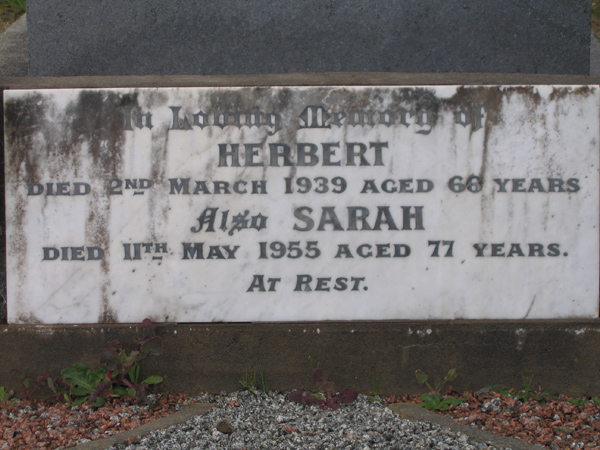 In Loving Memory of
HERBERT
DIED 2ND MARCH 1939 AGED 68 YEARS
Also SARAH
DIED 11TH MAY 1955 AGED 77 YEARS.
AT REST.